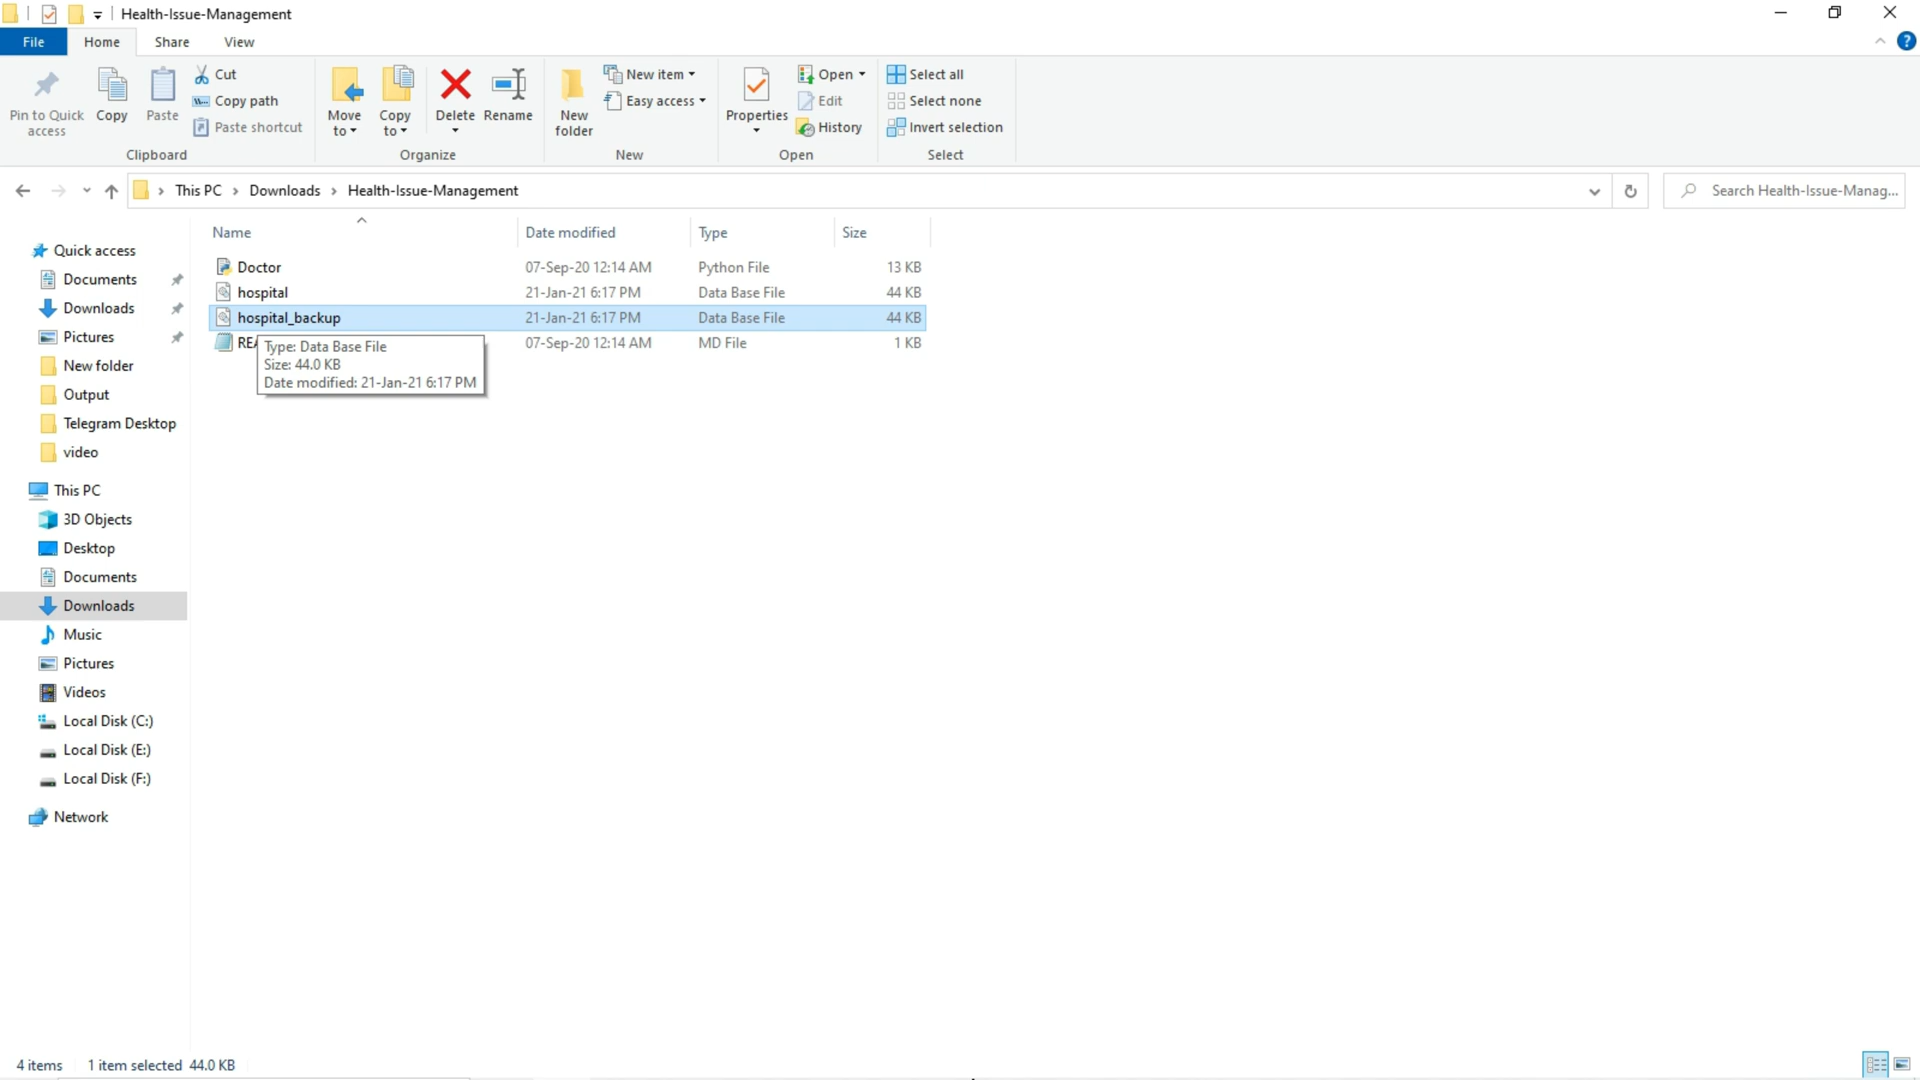 Health-Issue-Management
File Home Share View
Pin to Quick access
Copy
Paste
Cut
Copy path
Paste shortcut
Clipboard
Move to
Copy to
Delete
Rename
Organize
New folder
New item
Easy access
New
Properties
Open
Edit
History
Open
Select all
Select none
Invert selection
Select
This PC › Downloads › Health-Issue-Management
Search Health-Issue-Manag...
Name Date modified Type Size
Doctor 07-Sep-20 12:14 AM Python File 13 KB
hospital 21-Jan-21 6:17 PM Data Base File 44 KB
hospital_backup 21-Jan-21 6:17 PM Data Base File 44 KB
REA 07-Sep-20 12:14 AM MD File 1 KB
Type: Data Base File
Size: 44.0 KB
Date modified: 21-Jan-21 6:17 PM
Quick access
Documents
Downloads
Pictures
New folder
Output
Telegram Desktop
video
This PC
3D Objects
Desktop
Documents
Downloads
Music
Pictures
Videos
Local Disk (C:)
Local Disk (E:)
Local Disk (F:)
Network
4 items 1 item selected 44.0 KB